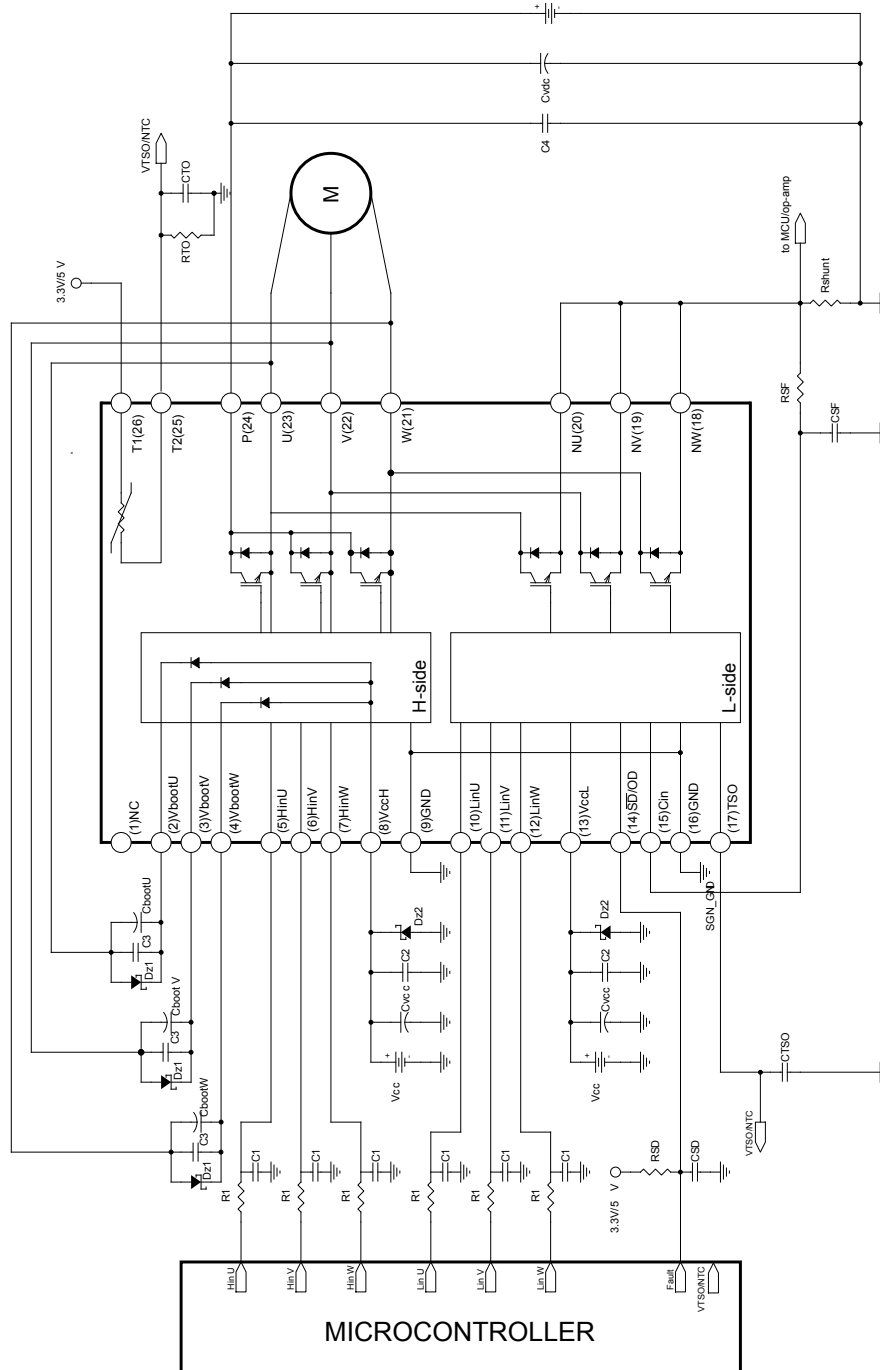 + -
Cvdc
C4
VTSO/NTC
CTO
RTO
M
3.3V/5 V
to MCU/op-amp
Rshunt
RSF
CSF
T1(26)
T2(25)
P(24)
U(23)
V(22)
W(21)
NU(20)
NV(19)
NW(18)
H-side
L-side
(1)NC
(2)VbootU
(3)VbootV
(4)VbootW
(5)HinU
(6)HinV
(7)HinW
(8)VccH
(9)GND
(10)LinU
(11)LinV
(12)LinW
(13)VccL
(14)SD/OD
(15)Cin
(16)GND
(17)TSO
SGN_GND
CbootU
C3
Dz1
Cboot V
C3
Dz1
CbootW
C3
Dz1
Dz2
C2
Cvc c
+ -
Vcc
Dz2
C2
Cvcc
+ -
Vcc
CTSO
VTSO/NTC
R1
C1
R1
C1
R1
C1
R1
C1
R1
C1
R1
C1
3.3V/5 V
RSD
CSD
Hin U
Hin V
Hin W
Lin U
Lin V
Lin W
Fault
VTSO/NTC
MICROCONTROLLER